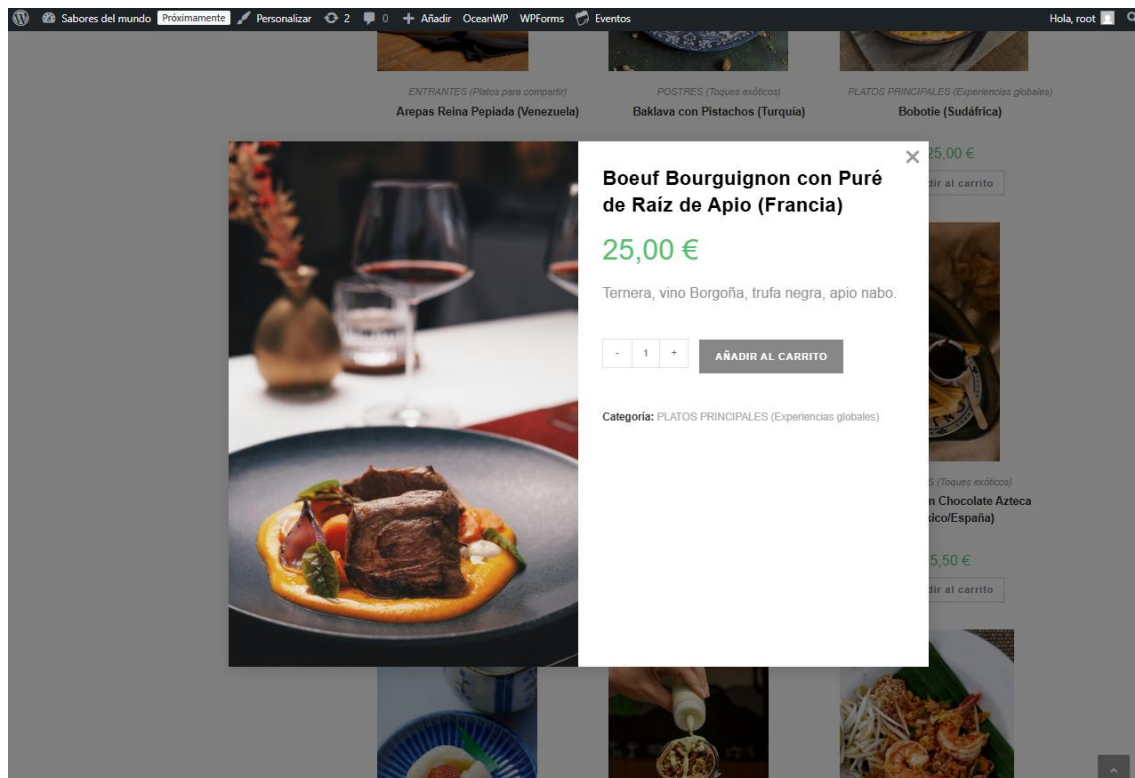 Sabores del mundo Próximamente Personalizar 2 0 Añadir OceanWP WPForms Eventos Hola, root
ENTRANTES (Platos para compartir) POSTRES (Toques exóticos) PLATOS PRINCIPALES (Experiencias globales)
Arepas Reina Pepiada (Venezuela) Baklava con Pistachos (Turquía) Bobotie (Sudáfrica)
25,00 €
dir al carrito
Boeuf Bourguignon con Puré
de Raíz de Apio (Francia)
25,00 €
Ternera, vino Borgoña, trufa negra, apio nabo.
- 1 + AÑADIR AL CARRITO
Categoría: PLATOS PRINCIPALES (Experiencias globales)
S (Toques exóticos)
n Chocolate Azteca
xico/España)
5,50 €
dir al carrito